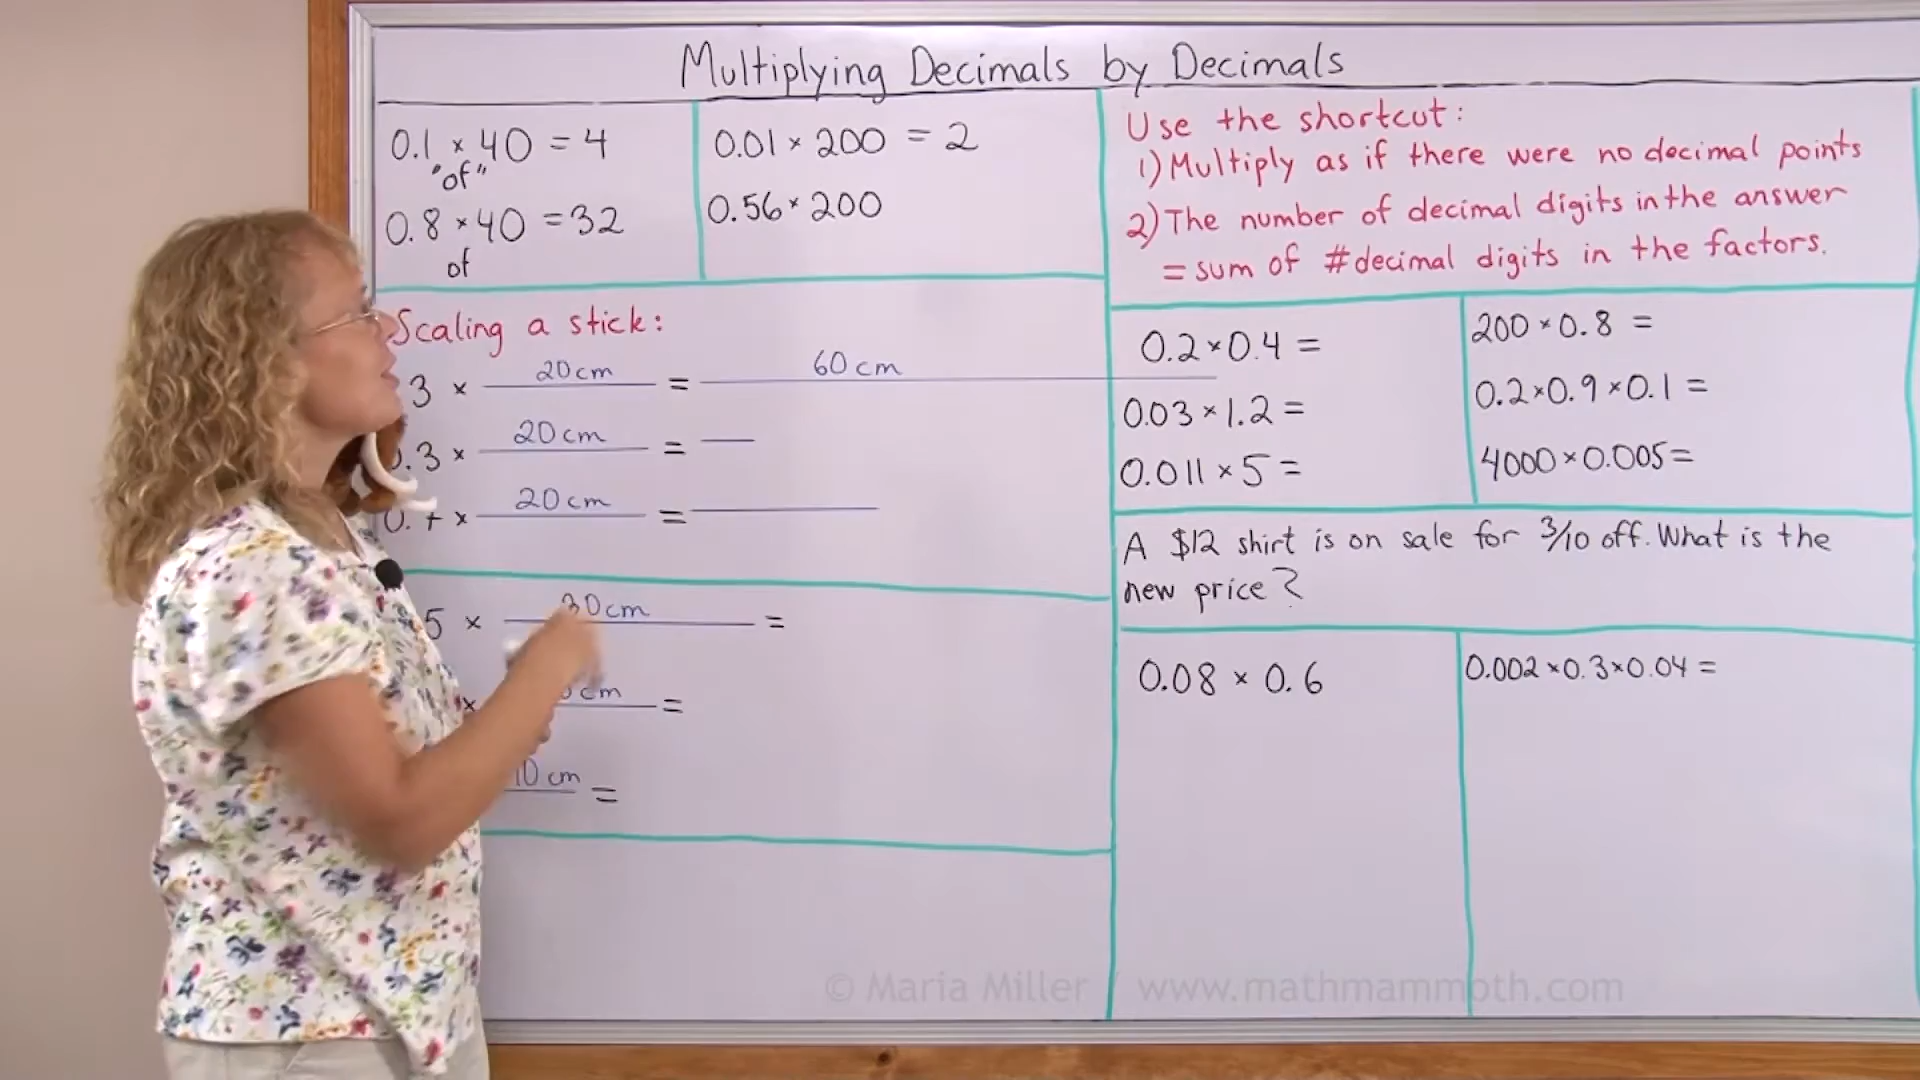 Multiplying Decimals by Decimals
0.1 × 40 = 4
"of"
0.8 × 40 = 32
of
0.01 × 200 = 2
0.56 × 200
Use the shortcut:
1) Multiply as if there were no decimal points
2) The number of decimal digits in the answer
= sum of # decimal digits in the factors.
Scaling a stick:
3 × 20 cm = 60 cm
.3 × 20 cm =
0. × 20 cm =
5 × 30 cm =
× cm =
10 cm =
0.2 × 0.4 =
0.03 × 1.2 =
0.011 × 5 =
200 × 0.8 =
0.2 × 0.9 × 0.1 =
4000 × 0.005 =
A $12 shirt is on sale for 3/10 off. What is the
new price?
0.08 × 0.6
0.002 × 0.3 × 0.04 =
© Maria Miller / www.mathmammoth.com